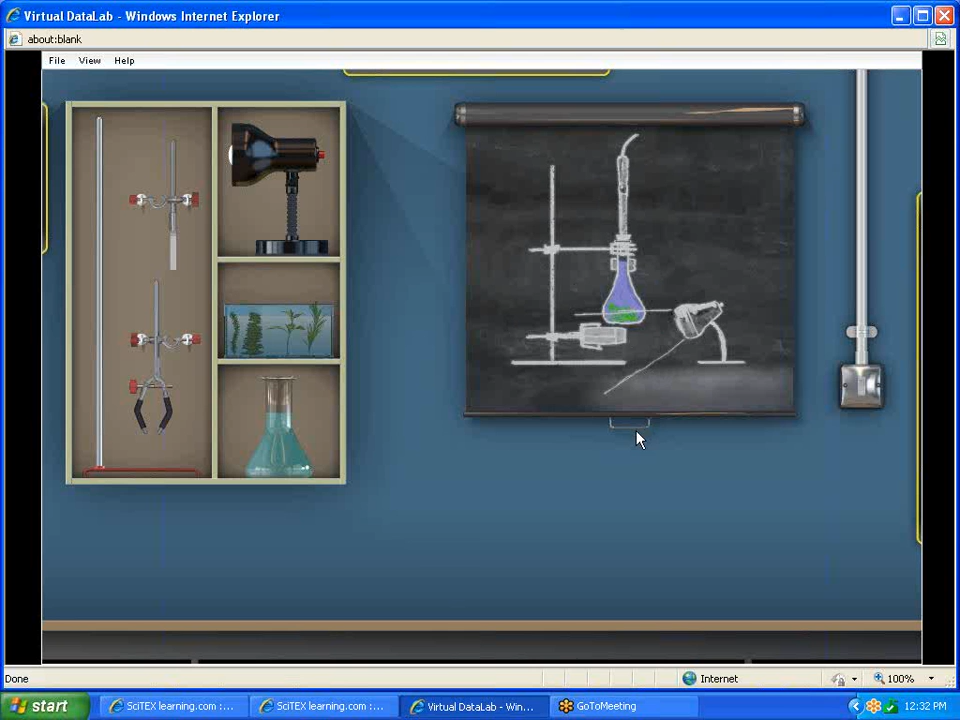 Virtual DataLab - Windows Internet Explorer
about:blank
File View Help
Done
Internet
100%
start
SciTEX learning.com :...
SciTEX learning.com :...
Virtual DataLab - Win...
GoToMeeting
12:32 PM